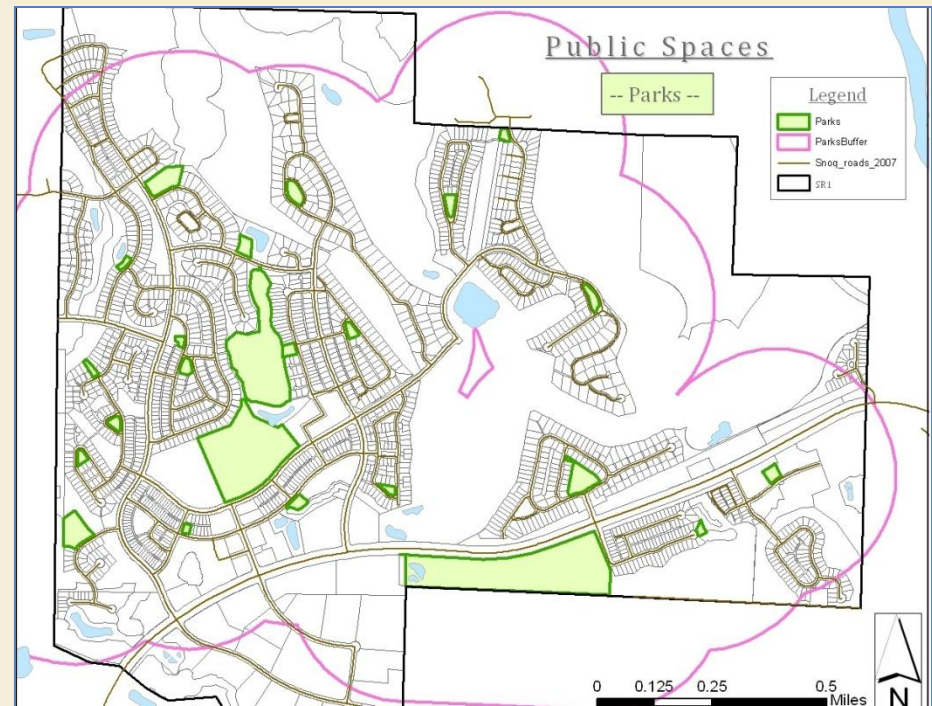 Public Spaces
-- Parks --
Legend
Parks
ParksBuffer
Snoq_roads_2007
SR1
0 0.125 0.25 0.5
Miles
N